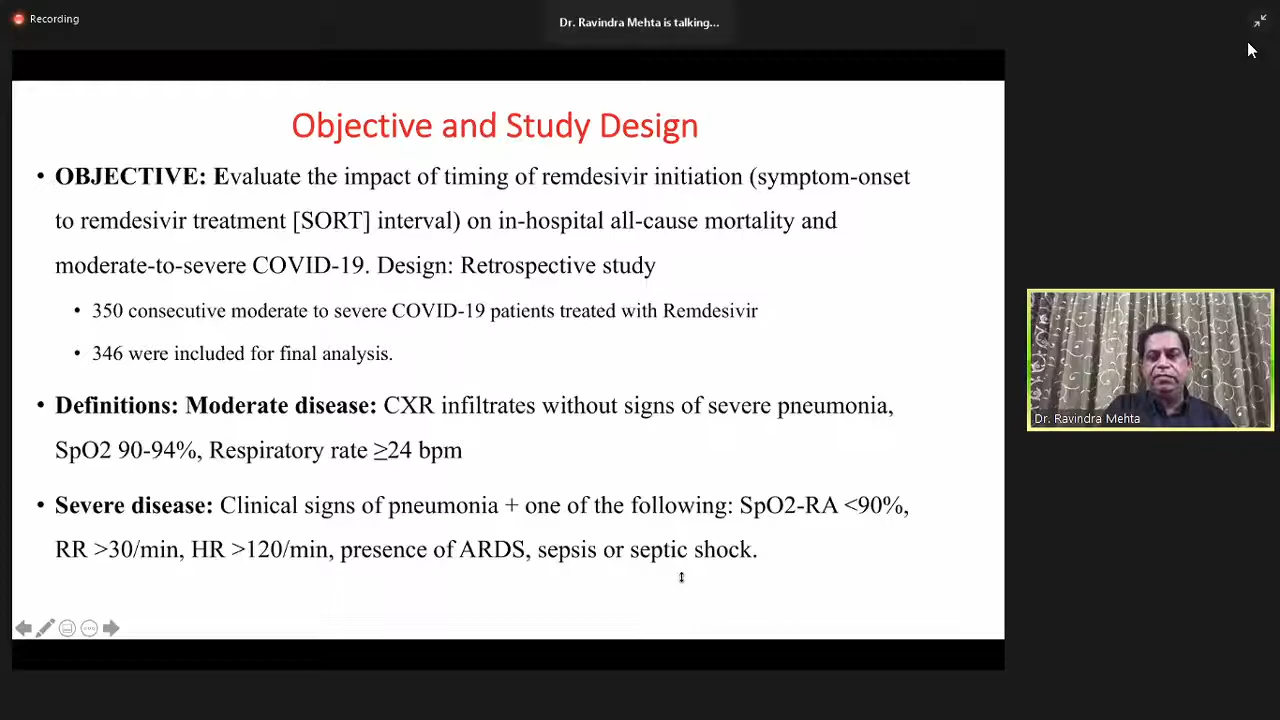 Recording
Dr. Ravindra Mehta is talking...
Objective and Study Design
• OBJECTIVE: Evaluate the impact of timing of remdesivir initiation (symptom-onset
to remdesivir treatment [SORT] interval) on in-hospital all-cause mortality and
moderate-to-severe COVID-19. Design: Retrospective study
• 350 consecutive moderate to severe COVID-19 patients treated with Remdesivir
• 346 were included for final analysis.
• Definitions: Moderate disease: CXR infiltrates without signs of severe pneumonia,
SpO2 90-94%, Respiratory rate ≥24 bpm
• Severe disease: Clinical signs of pneumonia + one of the following: SpO2-RA <90%,
RR >30/min, HR >120/min, presence of ARDS, sepsis or septic shock.
Dr. Ravindra Mehta